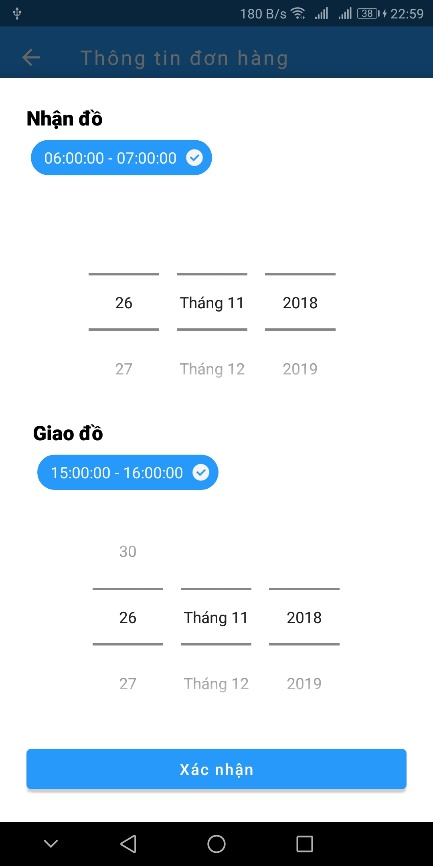 180 B/s 38 22:59
Thông tin đơn hàng
Nhận đồ
06:00:00 - 07:00:00
26 Tháng 11 2018
27 Tháng 12 2019
Giao đồ
15:00:00 - 16:00:00
30
26 Tháng 11 2018
27 Tháng 12 2019
Xác nhận